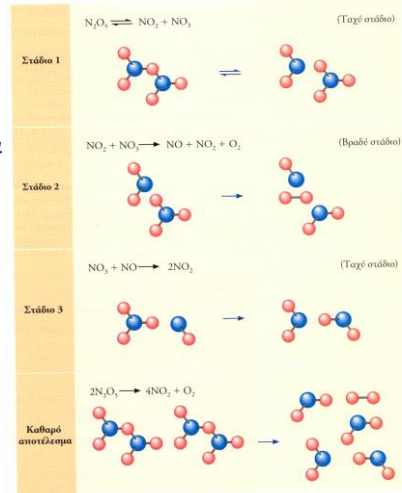 Στάδιο 1
N₂O₅ ⇌ NO₂ + NO₃
(Ταχύ στάδιο)
Στάδιο 2
NO₂ + NO₃ → NO + NO₂ + O₂
(Βραδύ στάδιο)
Στάδιο 3
NO₃ + NO → 2NO₂
(Ταχύ στάδιο)
Καθαρό
αποτέλεσμα
2N₂O₅ → 4NO₂ + O₂